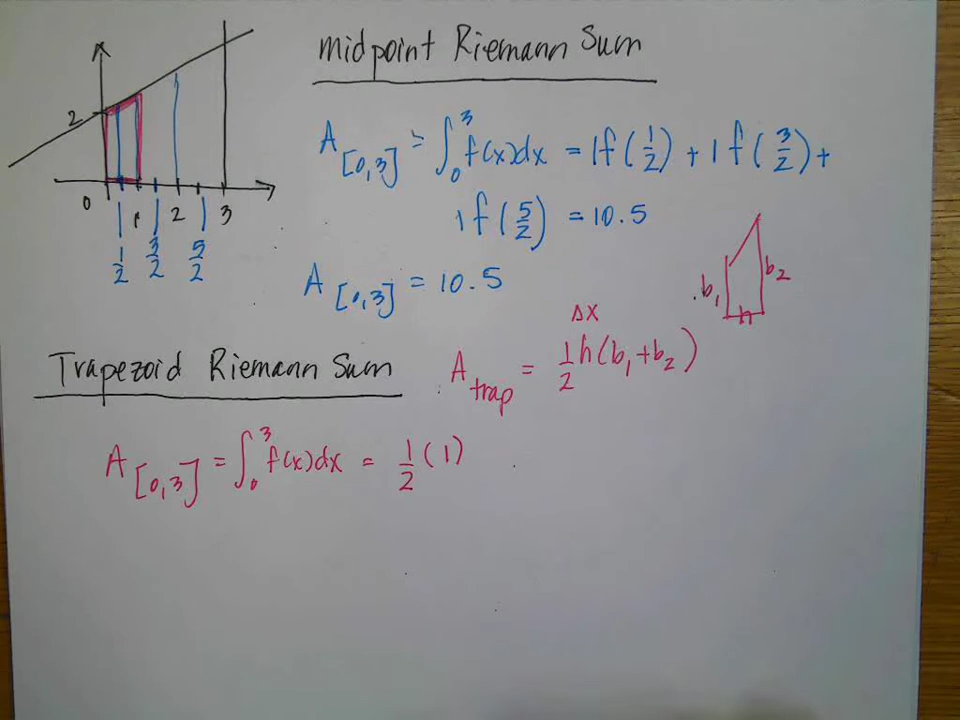 midpoint Riemann Sum
2
0 1 2 3
1/2 3/2 5/2
A[0,3] = ∫₀³ f(x)dx = 1f(1/2) + 1f(3/2) +
1f(5/2) = 10.5
A[0,3] = 10.5
b₁ b₂
h
Δx
Trapezoid Riemann Sum
A trap = 1/2 h(b₁+b₂)
A[0,3] = ∫₀³ f(x)dx = 1/2 (1)